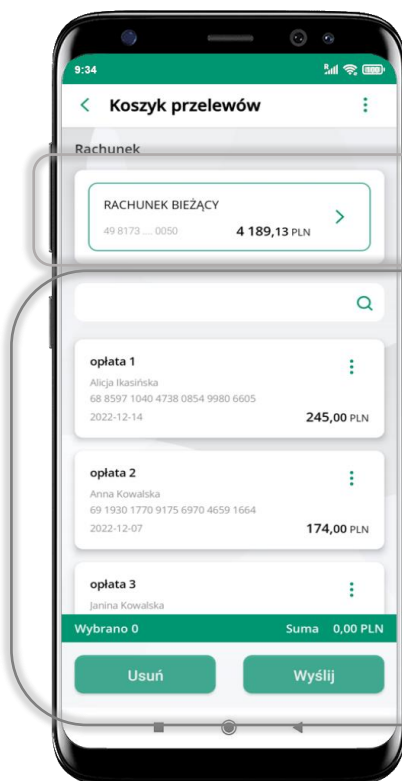 9:34
Koszyk przelewów
Rachunek
RACHUNEK BIEŻĄCY
49 8173 .... 0050 4 189,13 PLN
opłata 1
Alicja Ikasińska
68 8597 1040 4738 0854 9980 6605
2022-12-14 245,00 PLN
opłata 2
Anna Kowalska
69 1930 1770 9175 6970 4659 1664
2022-12-07 174,00 PLN
opłata 3
Janina Kowalska
Wybrano 0 Suma 0,00 PLN
Usuń Wyślij